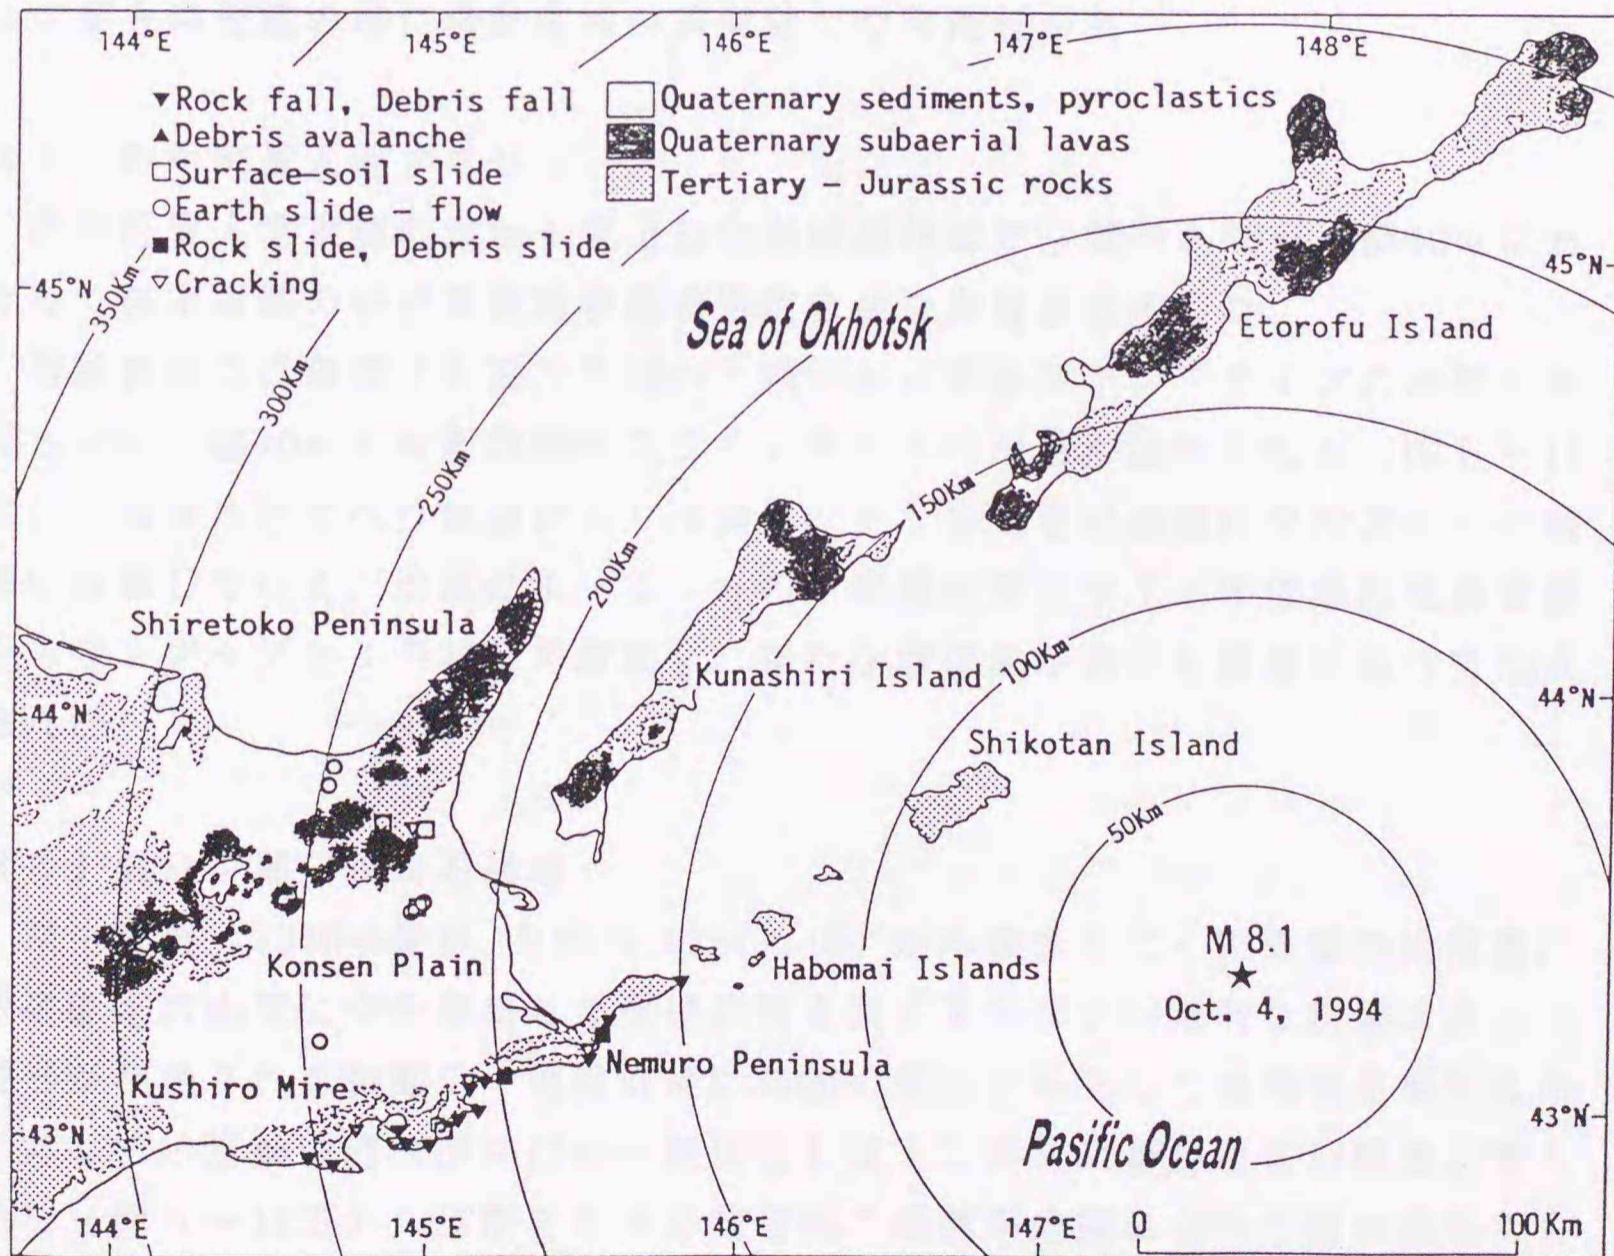 144°E 145°E 146°E 147°E 148°E
▼Rock fall, Debris fall
▲Debris avalanche
□Surface-soil slide
○Earth slide - flow
■Rock slide, Debris slide
▽Cracking
Quaternary sediments, pyroclastics
Quaternary subaerial lavas
Tertiary - Jurassic rocks
45°N
45°N
350Km
300Km
250Km
200Km
150Km
100Km
50Km
Sea of Okhotsk
Etorofu Island
Shiretoko Peninsula
Kunashiri Island
44°N
44°N
Shikotan Island
M 8.1
★
Oct. 4, 1994
Konsen Plain
Habomai Islands
Nemuro Peninsula
Kushiro Mire
43°N
43°N
Pasific Ocean
144°E 145°E 146°E 147°E
0 100Km